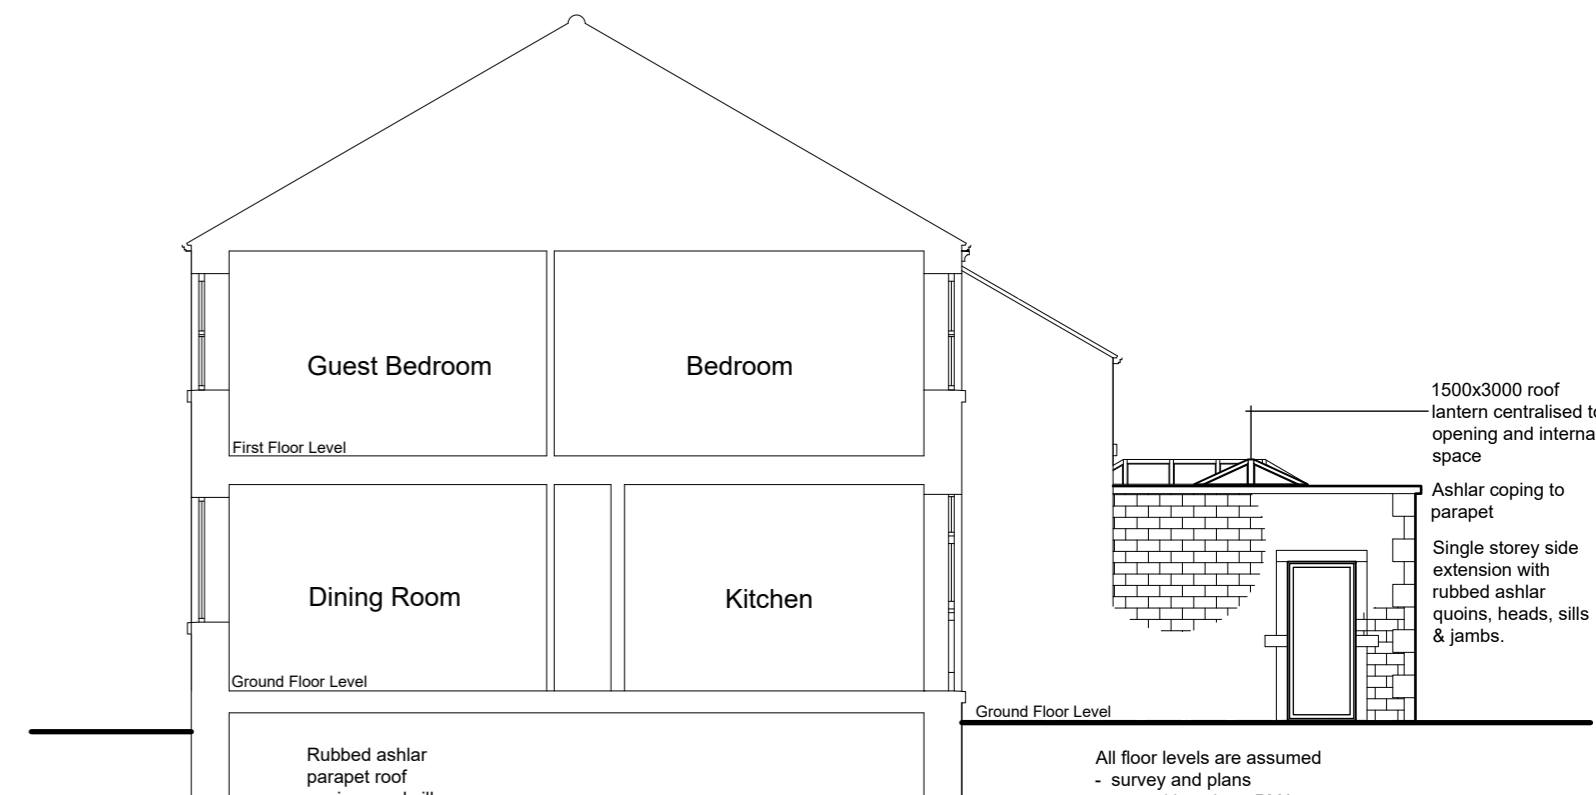 Guest Bedroom
Bedroom
First Floor Level
1500x3000 roof
lantern centralised
opening and
space
Ashlar coping to
parapet
Single storey side
extension with
rubbed ashlar
quoins, heads, sills
& jambs.
Dining Room
Kitchen
Ground Floor Level
Ground Floor Level
Rubbed ashlar
parapet roof
All floor levels are assumed
- survey and plans